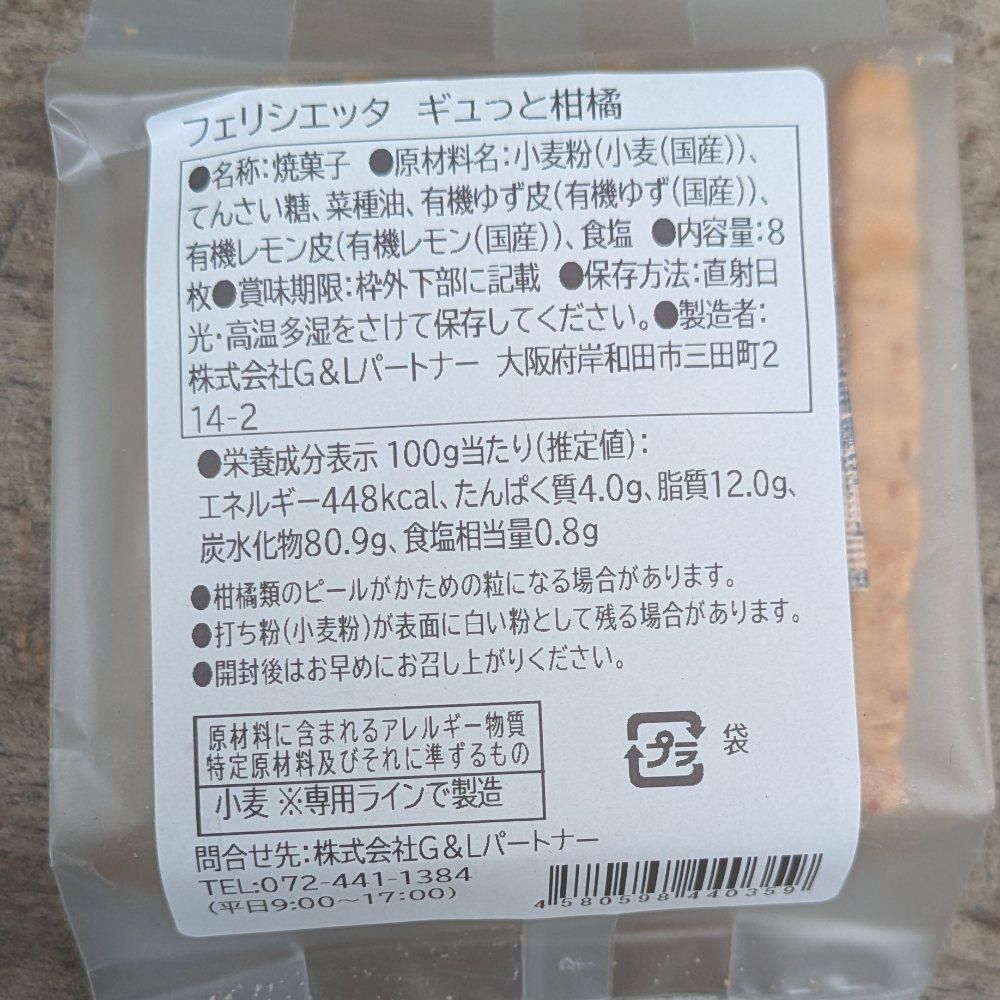 フェリシエッタ ギュっと柑橘
●名称:焼菓子 ●原材料名:小麦粉(小麦(国産))、
てんさい糖、菜種油、有機ゆず皮(有機ゆず(国産))、
有機レモン皮(有機レモン(国産))、食塩 ●内容量:8
枚●賞味期限:枠外下部に記載 ●保存方法:直射日
光・高温多湿をさけて保存してください。●製造者:
株式会社G&Lパートナー 大阪府岸和田市三田町2
14-2
●栄養成分表示 100g当たり(推定値):
エネルギー448kcal、たんぱく質4.0g、脂質12.0g、
炭水化物80.9g、食塩相当量0.8g
●柑橘類のピールがかための粒になる場合があります。
●打ち粉(小麦粉)が表面に白い粉として残る場合があります。
●開封後はお早めにお召し上がりください。
原材料に含まれるアレルギー物質
特定原材料及びそれに準ずるもの
小麦 ※専用ラインで製造
プラ 袋
問合せ先:株式会社G&Lパートナー
TEL:072-441-1384
(平日9:00～17:00)
4 580598 440359